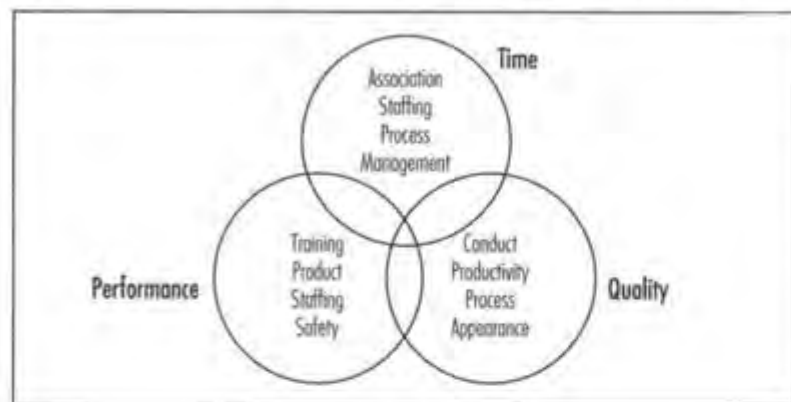 Time
Association
Staffing
Process
Management
Performance
Training
Product
Staffing
Safety
Conduct
Productivity
Process
Appearance
Quality